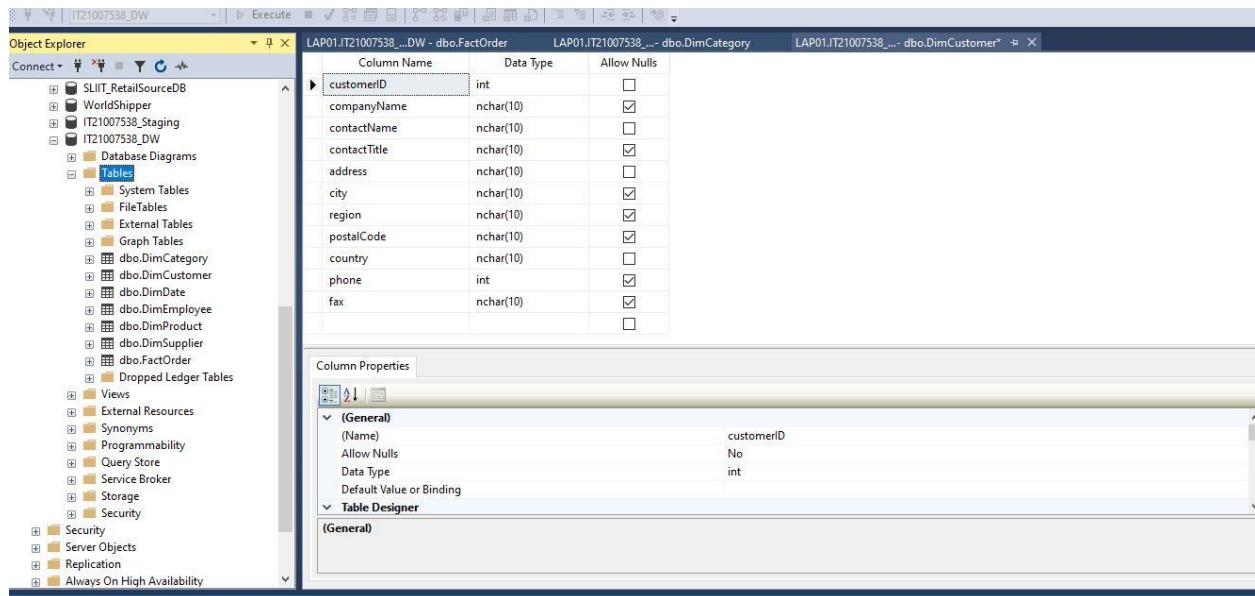 IT21007538_DW Execute
Object Explorer
Connect
SLIIT_RetailSourceDB
WorldShipper
IT21007538_Staging
IT21007538_DW
Database Diagrams
Tables
System Tables
FileTables
External Tables
Graph Tables
dbo.DimCategory
dbo.DimCustomer
dbo.DimDate
dbo.DimEmployee
dbo.DimProduct
dbo.DimSupplier
dbo.FactOrder
Dropped Ledger Tables
Views
External Resources
Synonyms
Programmability
Query Store
Service Broker
Storage
Security
Security
Server Objects
Replication
Always On High Availability
LAP01.IT21007538_...DW - dbo.FactOrder LAP01.IT21007538_...- dbo.DimCategory LAP01.IT21007538_...- dbo.DimCustomer*
Column Name Data Type Allow Nulls
customerID int
companyName nchar(10)
contactName nchar(10)
contactTitle nchar(10)
address nchar(10)
city nchar(10)
region nchar(10)
postalCode nchar(10)
country nchar(10)
phone int
fax nchar(10)
Column Properties
(General)
(Name) customerID
Allow Nulls No
Data Type int
Default Value or Binding
Table Designer
(General)